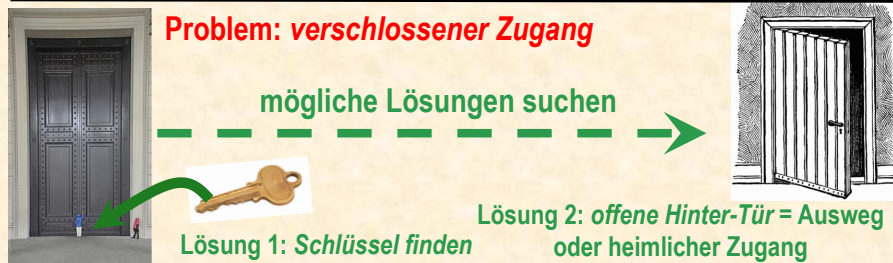 Problem: verschlossener Zugang
mögliche Lösungen suchen
Lösung 1: Schlüssel finden
Lösung 2: offene Hinter-Tür = Ausweg
oder heimlicher Zugang